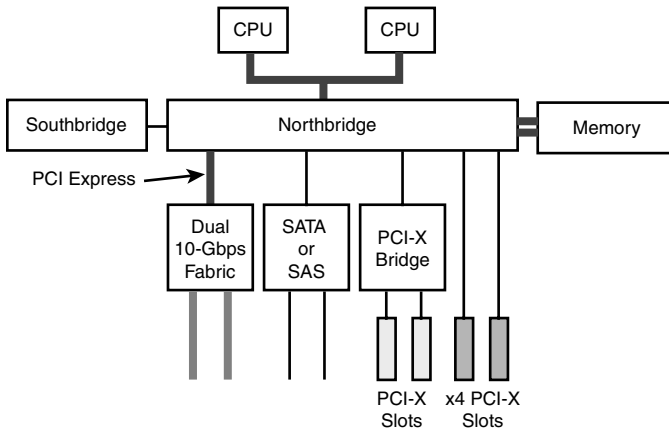 CPU
CPU
Southbridge
Northbridge
Memory
PCI Express
Dual
10-Gbps
Fabric
SATA
or
SAS
PCI-X
Bridge
PCI-X
Slots
x4 PCI-X
Slots